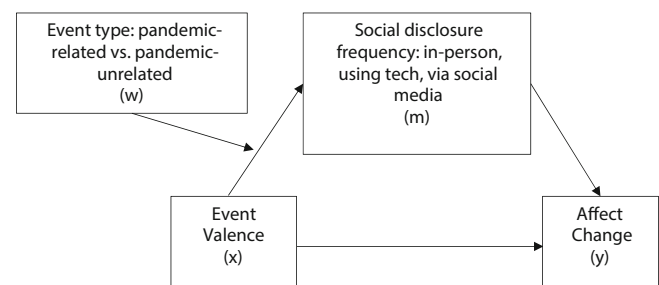 Event type: pandemic-
related vs. pandemic-
unrelated
(w)
Social disclosure
frequency: in-person,
using tech, via social
media
(m)
Event
Valence
(x)
Affect
Change
(y)